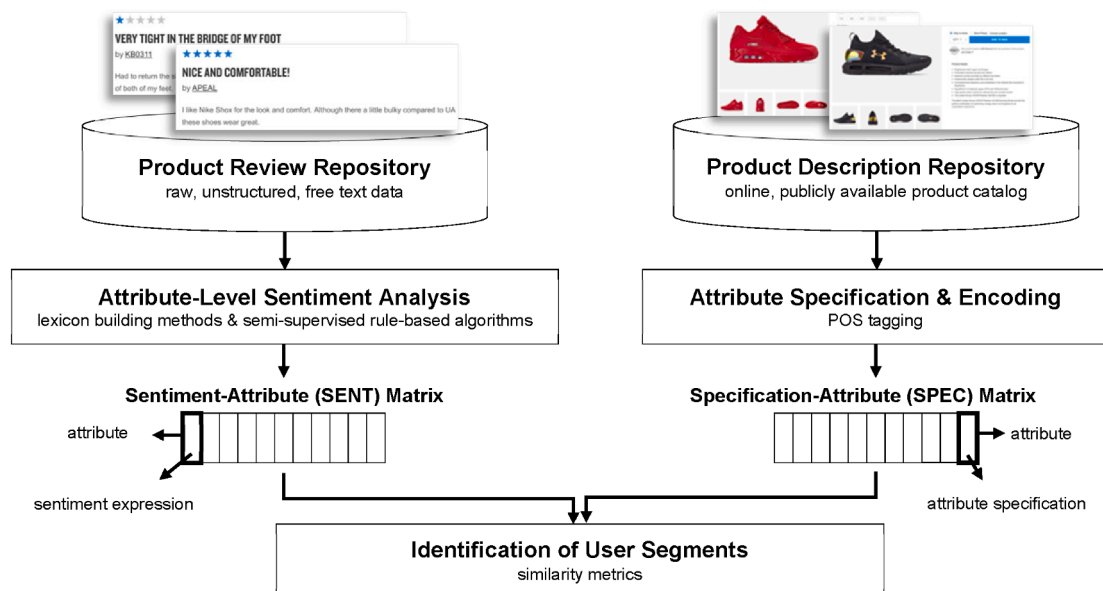 VERY TIGHT IN THE BRIDGE OF MY FOOT
by KB0311
Had to return the s
of both of my feet.
NICE AND COMFORTABLE!
by APEAL
I like Nike Shox for the look and comfort. Although there a little bulky compared to UA
these shoes wear great.
Product Review Repository
raw, unstructured, free text data
Product Description Repository
online, publicly available product catalog
Attribute-Level Sentiment Analysis
lexicon building methods & semi-supervised rule-based algorithms
Attribute Specification & Encoding
POS tagging
Sentiment-Attribute (SENT) Matrix
attribute
sentiment expression
Specification-Attribute (SPEC) Matrix
attribute
attribute specification
Identification of User Segments
similarity metrics